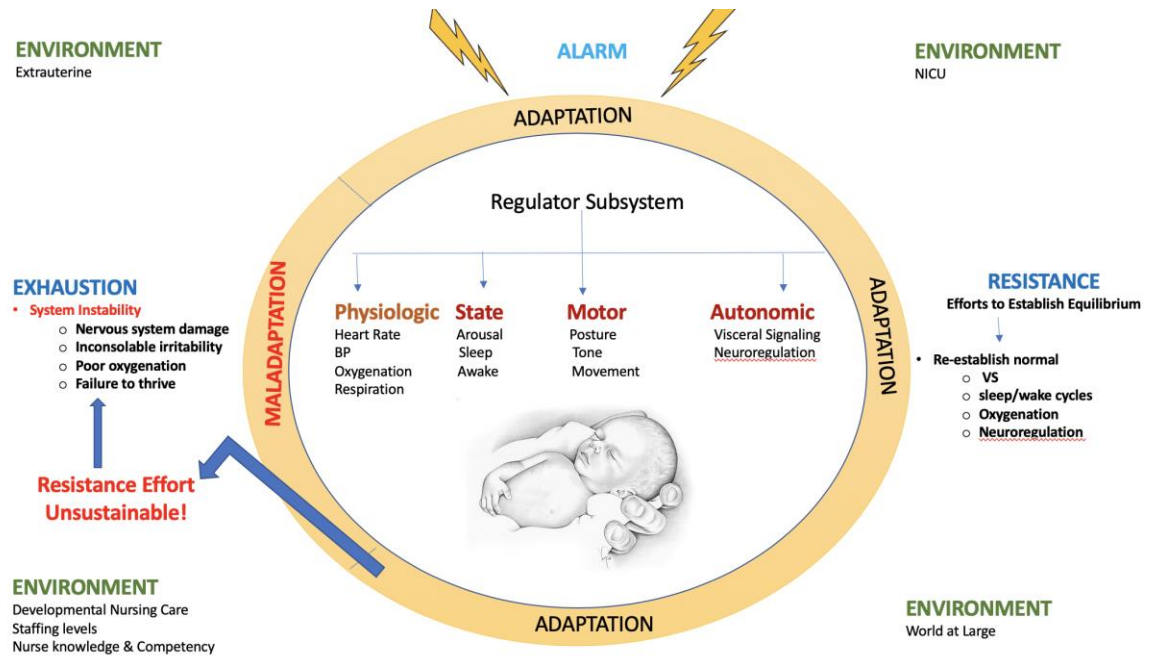 ENVIRONMENT
Extrauterine
ALARM
ENVIRONMENT
NICU
ADAPTATION
Regulator Subsystem
Physiologic
Heart Rate
BP
Oxygenation
Respiration
State
Arousal
Sleep
Awake
Motor
Posture
Tone
Movement
Autonomic
Visceral Signaling
Neuroregulation
MALADAPTATION
ADAPTATION
EXHAUSTION
• System Instability
o Nervous system damage
o Inconsolable irritability
o Poor oxygenation
o Failure to thrive
RESISTANCE
Efforts to Establish Equilibrium
• Re-establish normal
o VS
o sleep/wake cycles
o Oxygenation
o Neuroregulation
Resistance Effort
Unsustainable!
ENVIRONMENT
Developmental Nursing Care
Staffing levels
Nurse knowledge & Competency
ADAPTATION
ENVIRONMENT
World at Large